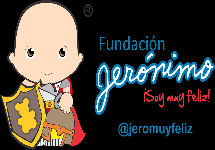 ®
Fundación
Jerónimo
¡Soy muy feliz!
@jeromuyfeliz